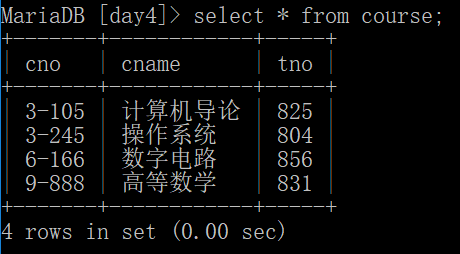 MariaDB [day4]> select * from course;
+-------+------------+-----+
| cno | cname | tno |
+-------+------------+-----+
| 3-105 | 计算机导论 | 825 |
| 3-245 | 操作系统 | 804 |
| 6-166 | 数字电路 | 856 |
| 9-888 | 高等数学 | 831 |
+-------+------------+-----+
4 rows in set (0.00 sec)